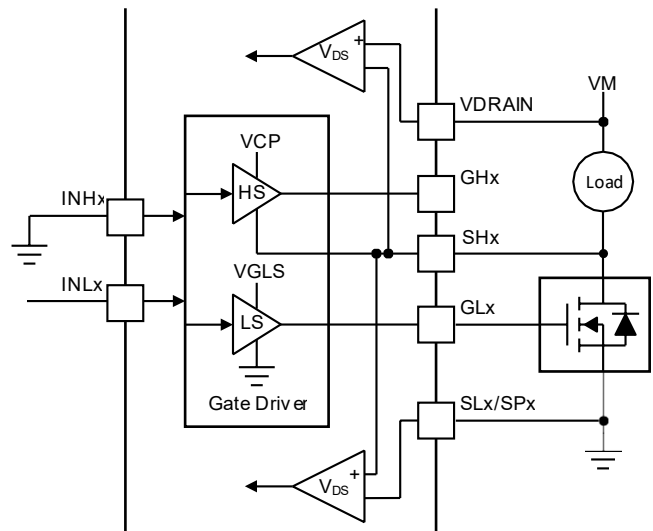 VDS
+
VDRAIN
VM
VCP
GHx
Load
HS
INHx
SHx
VGLS
INLx
GLx
LS
Gate Driver
SLx/SPx
VDS
+